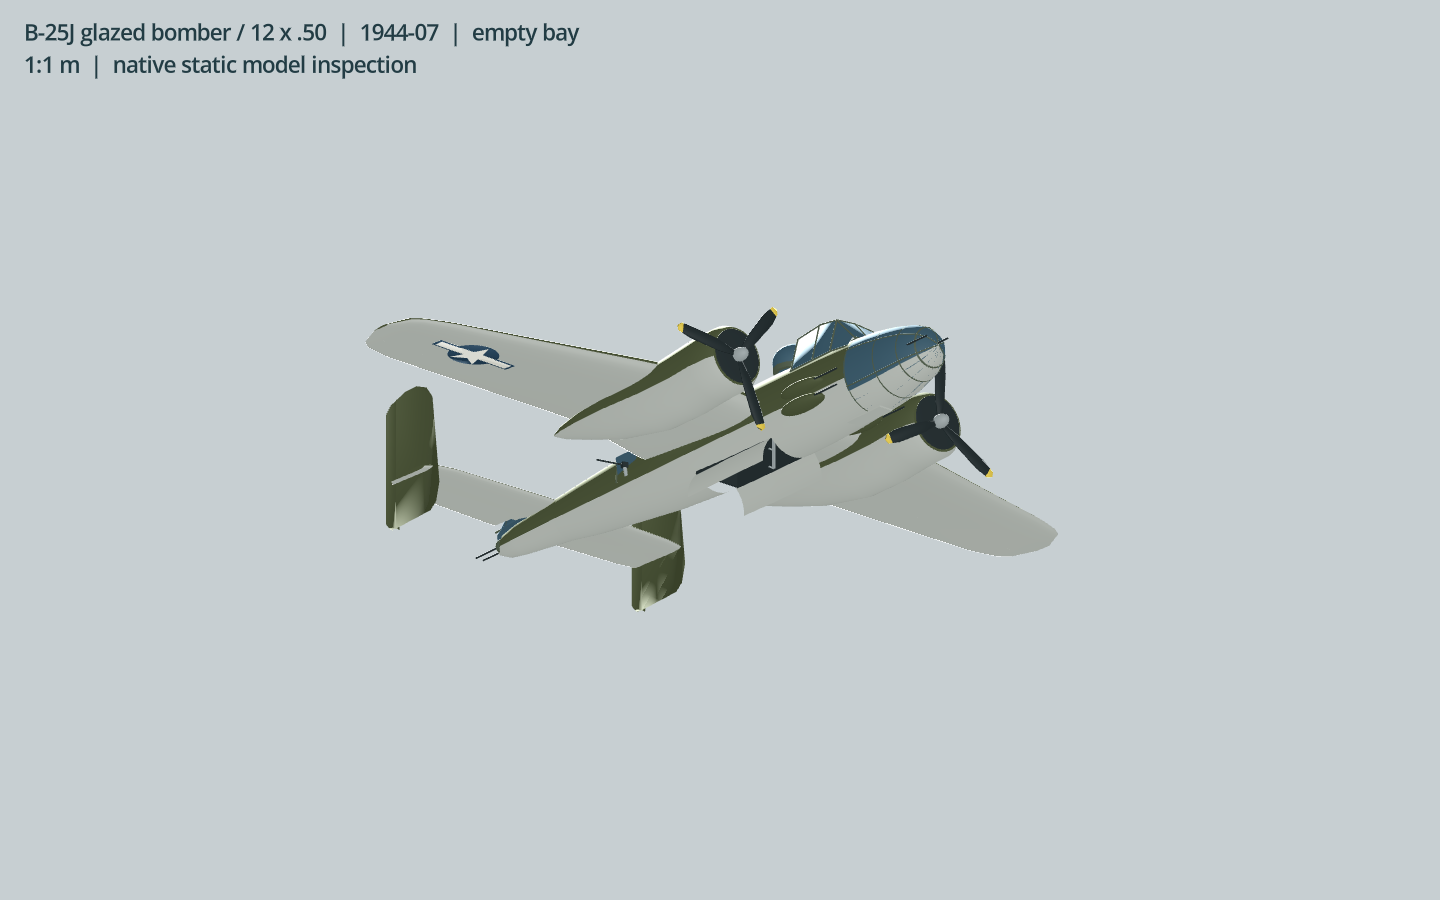 B-25J glazed bomber / 12 x .50 | 1944-07 | empty bay
1:1 m | native static model inspection